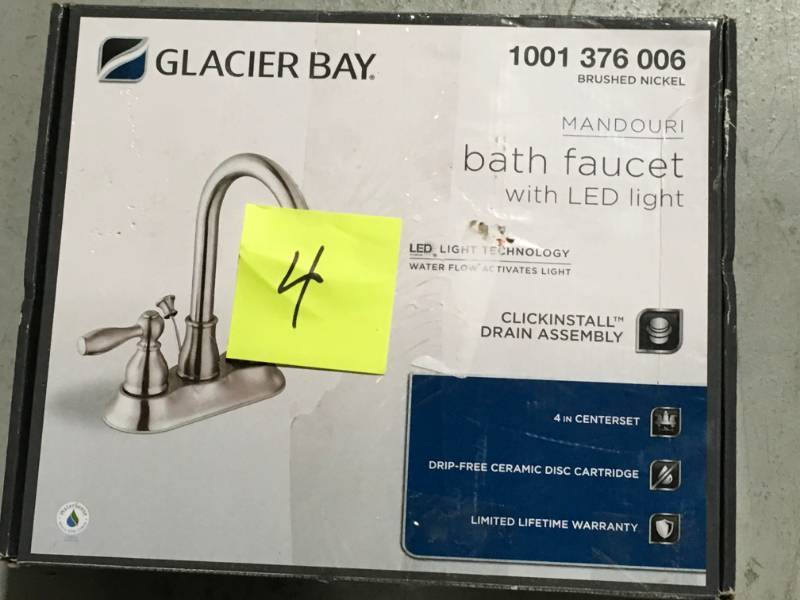 GLACIER BAY®
1001 376 006
BRUSHED NICKEL
MANDOURI
bath faucet
with LED light
4
LED LIGHT TECHNOLOGY
WATER FLOW ACTIVATES LIGHT
CLICKINSTALL™
DRAIN ASSEMBLY
4 IN CENTERSET
DRIP-FREE CERAMIC DISC CARTRIDGE
LIMITED LIFETIME WARRANTY